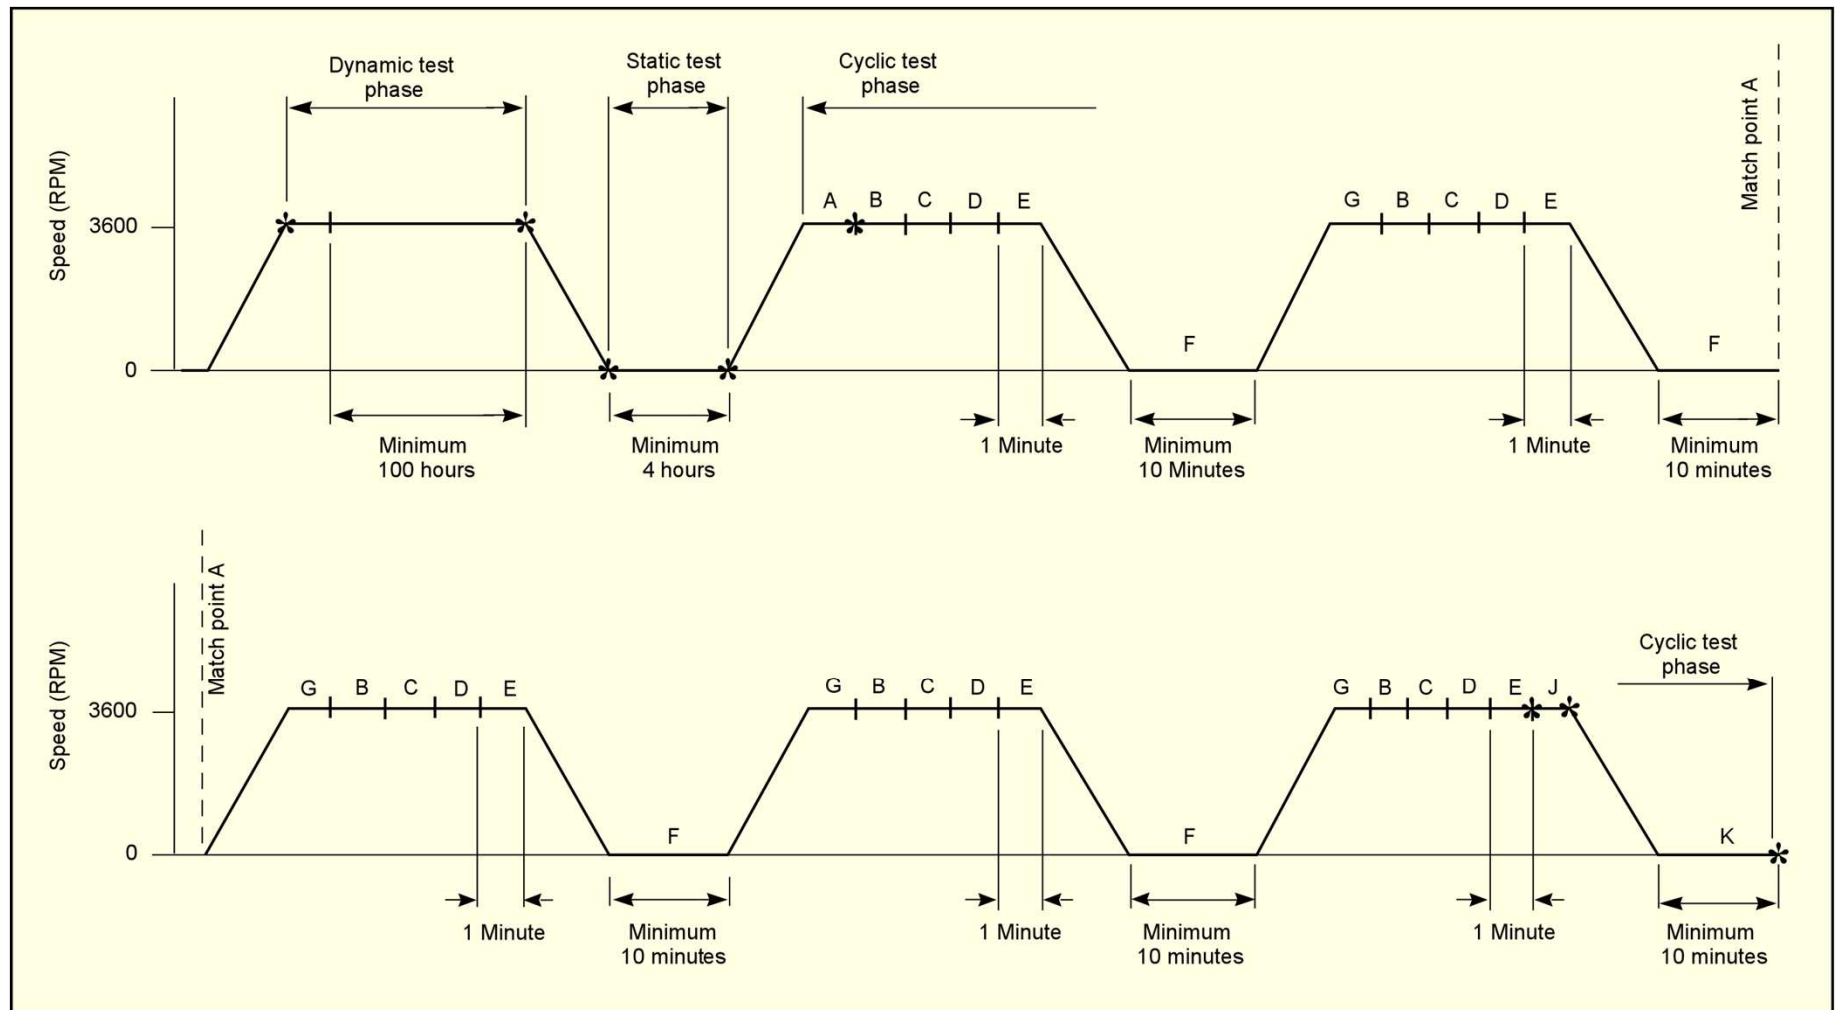 Dynamic test
phase
Static test
phase
Cyclic test
phase
Match point A
Speed (RPM)
3600
0
A B C D E
G B C D E
F
F
Minimum
100 hours
Minimum
4 hours
1 Minute
Minimum
10 Minutes
1 Minute
Minimum
10 minutes
Match point A
Speed (RPM)
3600
0
G B C D E
G B C D E
G B C D E J
Cyclic test
phase
F
F
K
1 Minute
Minimum
10 minutes
1 Minute
Minimum
10 minutes
1 Minute
Minimum
10 minutes